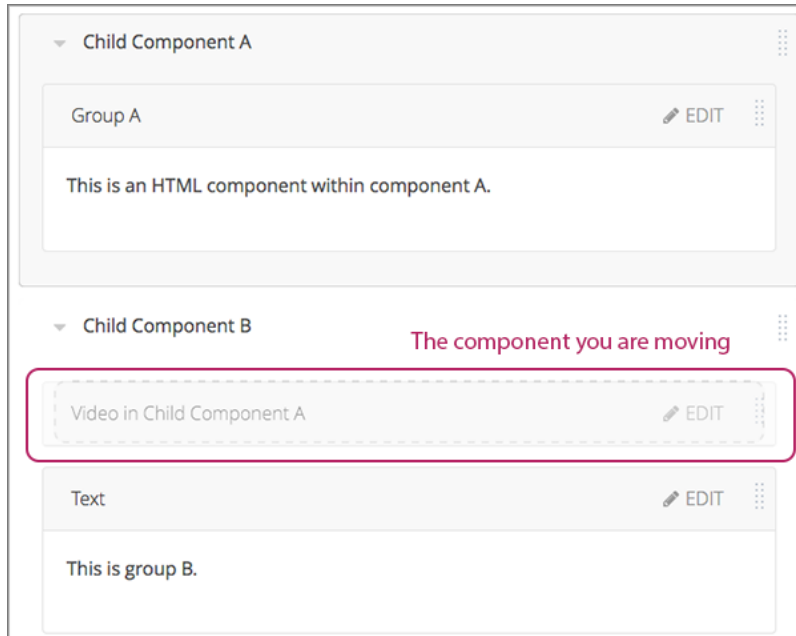 Child Component A
Group A EDIT
This is an HTML component within component A.
Child Component B
The component you are moving
Video in Child Component A EDIT
Text EDIT
This is group B.